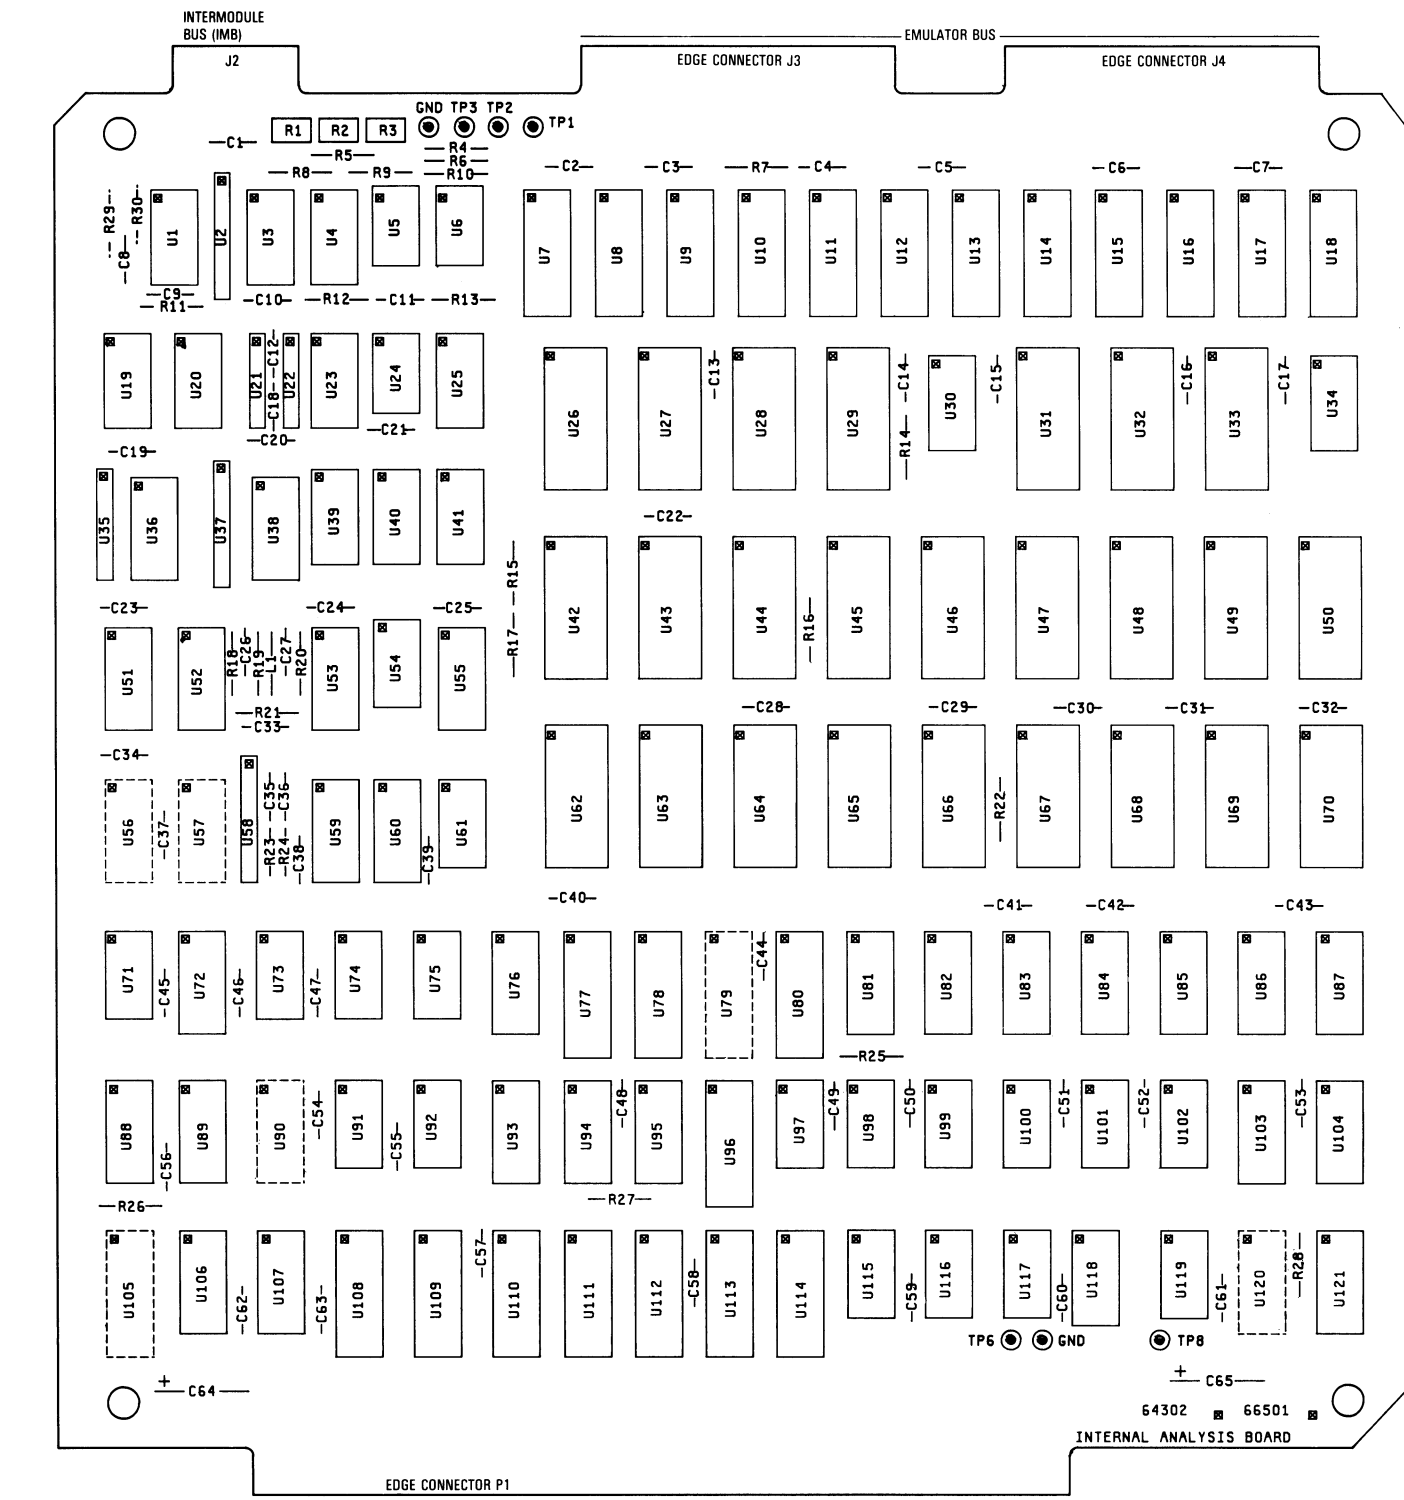 INTERMODULE
BUS (IMB)
J2
EMULATOR BUS
EDGE CONNECTOR J3
EDGE CONNECTOR J4
GND TP3 TP2
TP1
R1 R2 R3
C1
R4
R5
R6
R8 R9 R10
C2 C3 R7 C4 C5 C6 C7
R29 R30 C8
U1 U2 U3 U4 U5 U6 U7 U8 U9 U10 U11 U12 U13 U14 U15 U16 U17 U18
C9
R11
C10 R12 C11 R13
U19 U20 U21 C12 C18 U22 U23 U24 U25
U26 U27 C13 U28 U29 C14 R14 U30 C15 U31 U32 C16 U33 C17 U34
C21
C20
C19
U35 U36 U37 U38 U39 U40 U41
C22
R15 R17
U42 U43 U44 R16 U45 U46 U47 U48 U49 U50
C23 C24 C25
U51 U52 R18 C26 R19 L1 C27 R20 U53 U54 U55
R21
C33
C28 C29 C30 C31 C32
C34
U56 C37 U57 U58 C35 C36 R23 R24 C38 U59 U60 C39 U61
U62 U63 U64 U65 U66 R22 U67 U68 U69 U70
C40 C41 C42 C43
U71 C45 U72 C46 U73 C47 U74 U75 U76 U77 U78 U79 C44 U80 U81 U82 U83 U84 U85 U86 U87
R25
U88 C56 U89 U90 C54 U91 C55 U92 U93 U94 C48 U95 U96 U97 C49 U98 C50 U99 U100 C51 U101 C52 U102 U103 C53 U104
R26 R27
U105 U106 C62 U107 C63 U108 U109 C57 U110 U111 U112 C58 U113 U114 U115 C59 U116 U117 C60 U118 U119 C61 U120 R28 U121
TP6 GND TP8
+ C64
+ C65
64302 66501
INTERNAL ANALYSIS BOARD
EDGE CONNECTOR P1